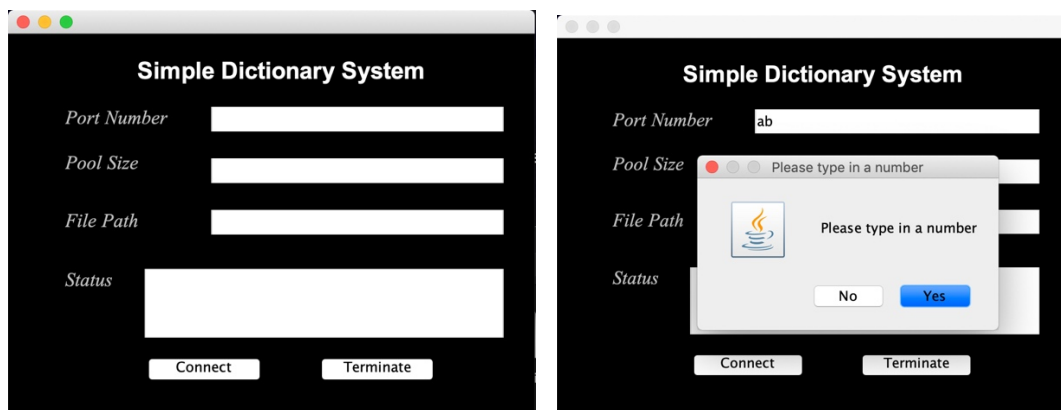 Simple Dictionary System
Port Number
Pool Size
File Path
Status
Connect Terminate
Simple Dictionary System
Port Number ab
Pool Size
Please type in a number
File Path
Please type in a number
Status
No Yes
Connect Terminate